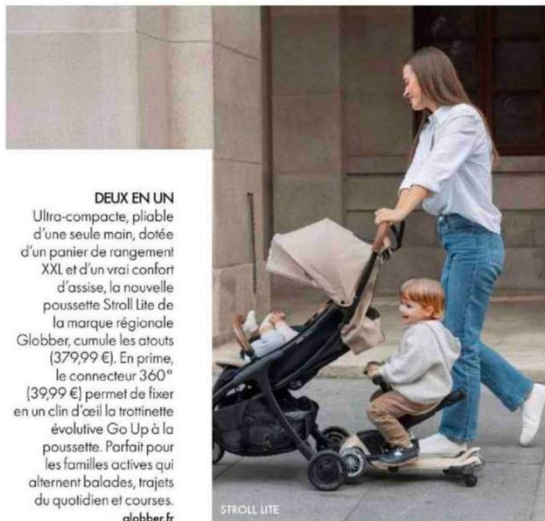 DEUX EN UN
Ultra-compacte, pliable
d'une seule main, dotée
d'un panier de rangement
XXL et d'un vrai confort
d'assise, la nouvelle
poussette Stroll Lite de
la marque régionale
Globber, cumule les atouts
(379,99 €). En prime,
le connecteur 360°
(39,99 €) permet de fixer
en un clin d'œil la trottinette
évolutive Go Up à la
poussette. Parfait pour
les familles actives qui
alternent balades, trajets
du quotidien et courses.
globber.fr
STROLL LITE